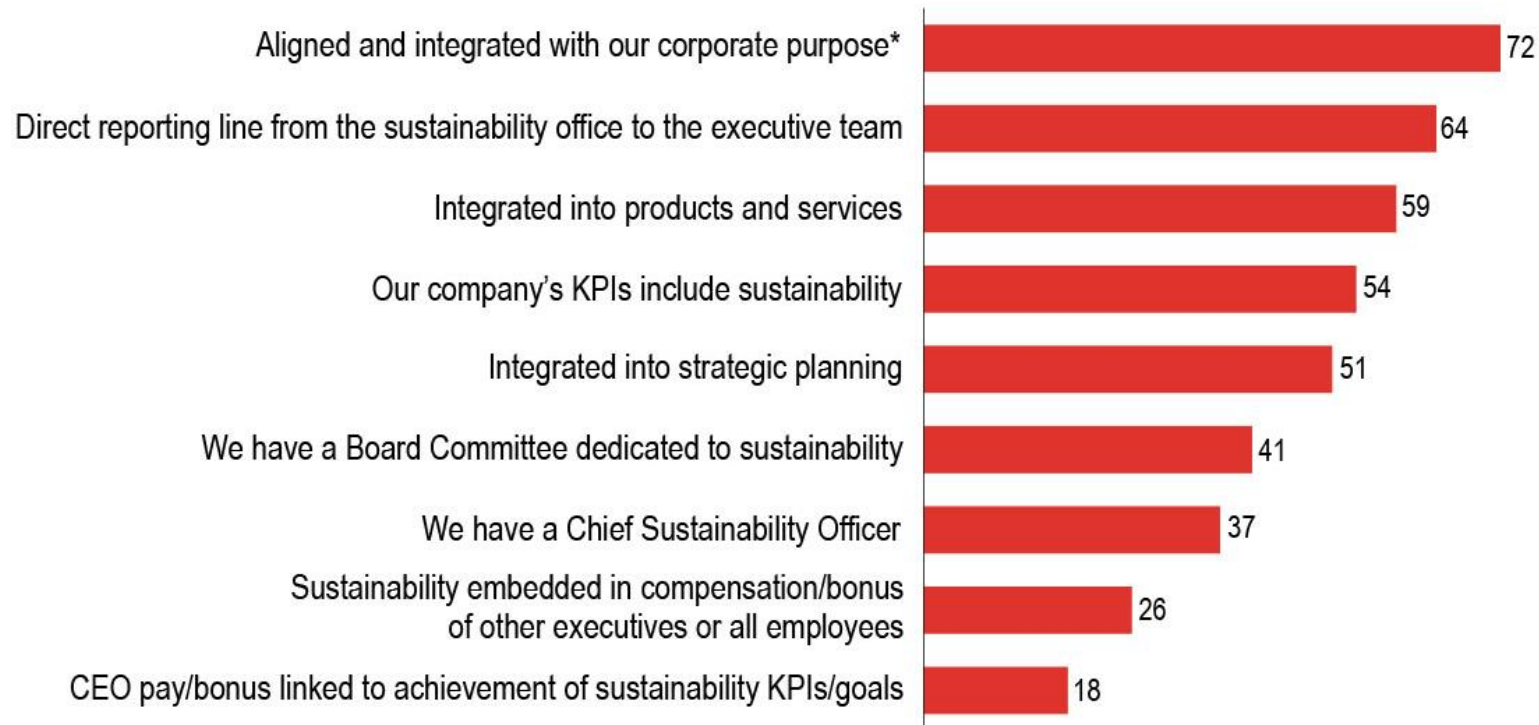 Aligned and integrated with our corporate purpose* 72
Direct reporting line from the sustainability office to the executive team 64
Integrated into products and services 59
Our company’s KPIs include sustainability 54
Integrated into strategic planning 51
We have a Board Committee dedicated to sustainability 41
We have a Chief Sustainability Officer 37
Sustainability embedded in compensation/bonus
of other executives or all employees 26
CEO pay/bonus linked to achievement of sustainability KPIs/goals 18